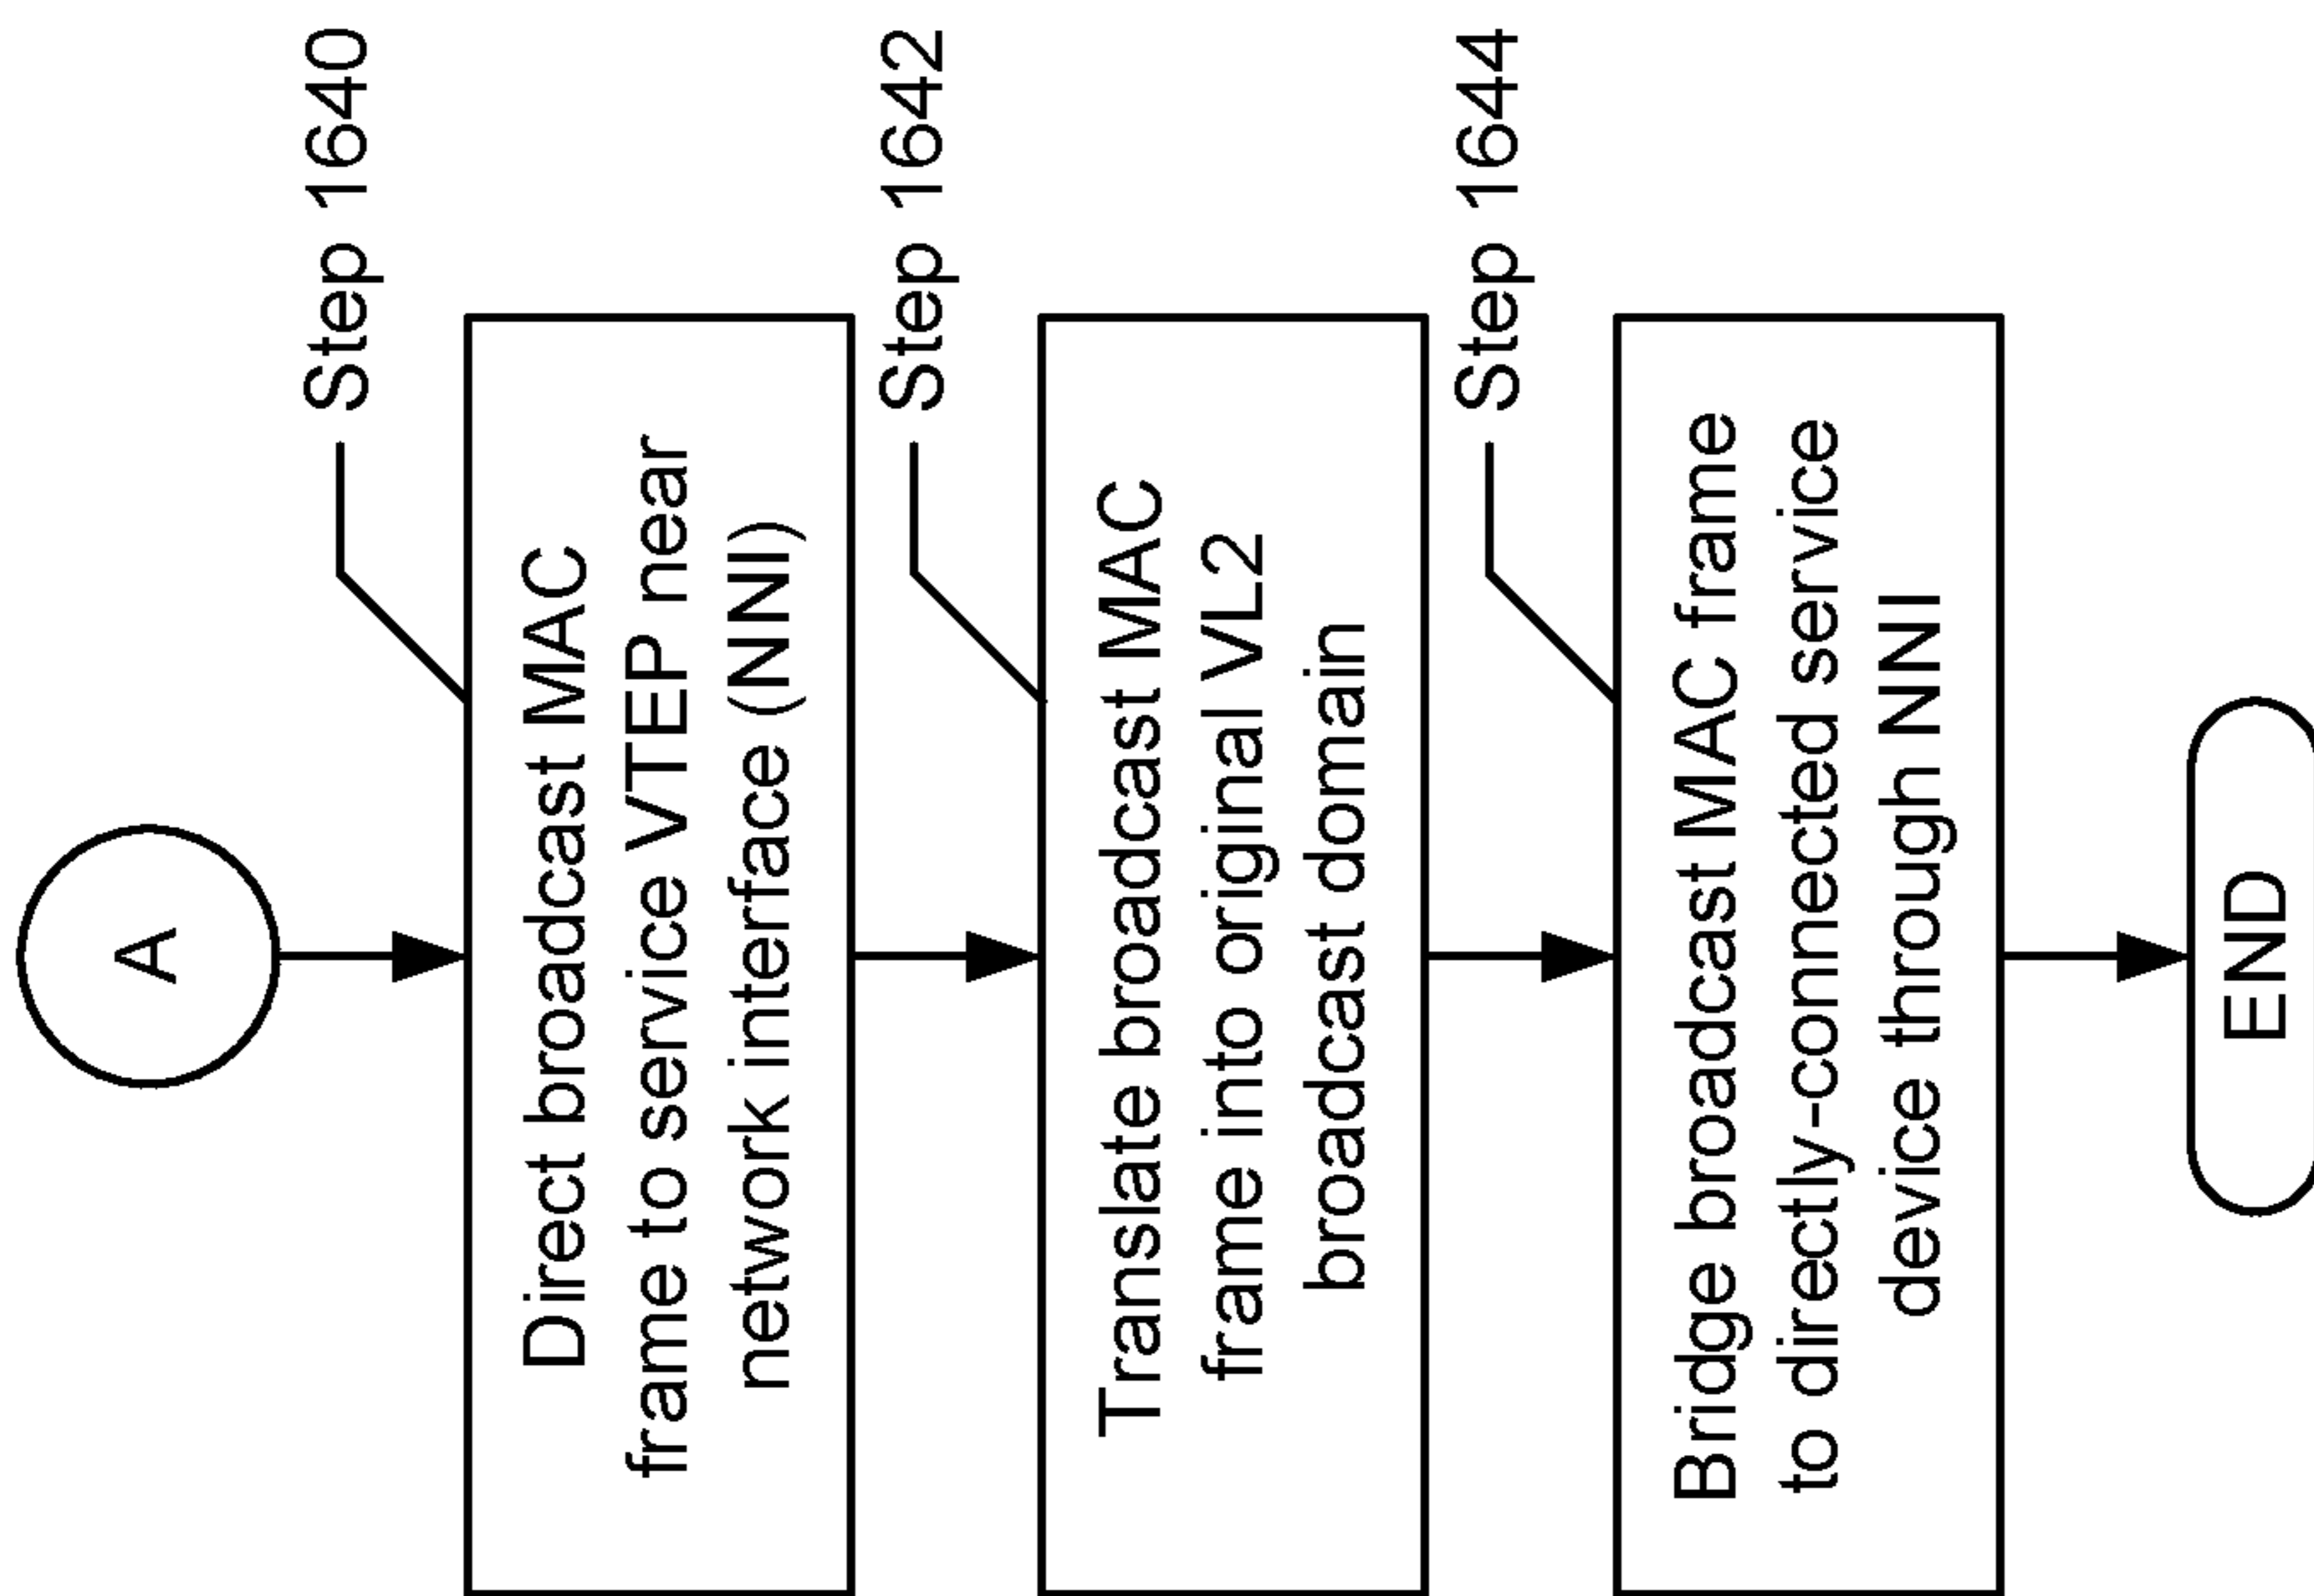 A
Step 1640
Direct broadcast MAC
frame to service VTEP near
network interface (NNI)
Step 1642
Translate broadcast MAC
frame into original VL2
broadcast domain
Step 1644
Bridge broadcast MAC frame
to directly-connected service
device through NNI
END